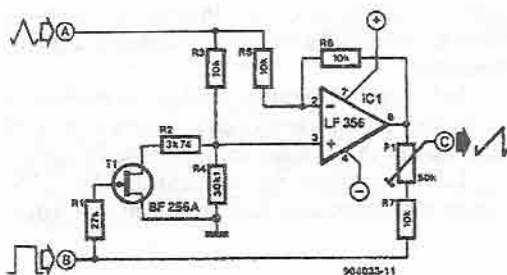 A
R3
10k
R5
10k
R6
10k
+
7
IC1
2
−
LF 356
6
3
+
4
−
R2
3k74
T1
BF 256A
R4
30k1
R1
27k
P1
50k
C
R7
10k
B
904033-11